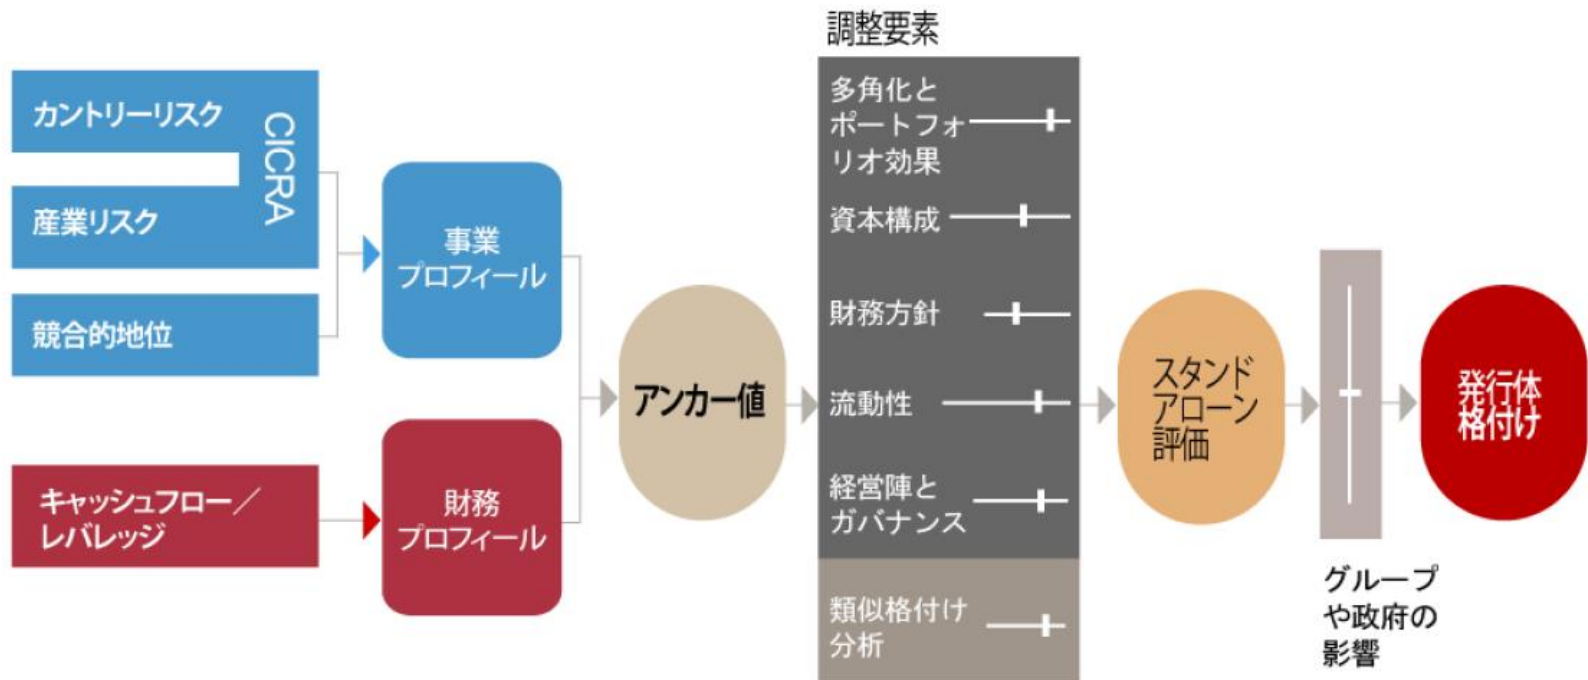 カントリーリスク
産業リスク
CICRA
競合的地位
キャッシュフロー／
レバレッジ
事業
プロフィール
財務
プロフィール
アンカー値
調整要素
多角化と
ポートフォ
リオ効果
資本構成
財務方針
流動性
経営陣と
ガバナンス
類似格付け
分析
スタンド
アローン
評価
グループ
や政府の
影響
発行体
格付け